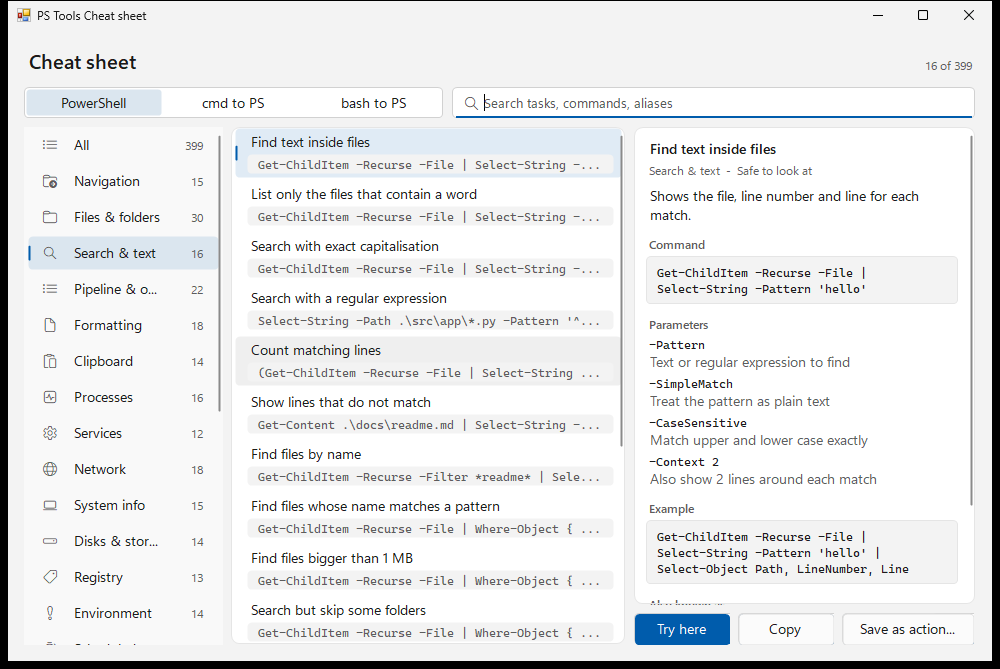 PS Tools Cheat sheet
Cheat sheet
16 of 399
PowerShell
cmd to PS
bash to PS
Search tasks, commands, aliases
All 399
Navigation 15
Files & folders 30
Search & text 16
Pipeline & o... 22
Formatting 18
Clipboard 14
Processes 16
Services 12
Network 18
System info 15
Disks & stor... 14
Registry 13
Environment 14
Find text inside files
Get-ChildItem -Recurse -File | Select-String -...
List only the files that contain a word
Get-ChildItem -Recurse -File | Select-String -...
Search with exact capitalisation
Get-ChildItem -Recurse -File | Select-String -...
Search with a regular expression
Select-String -Path .\src\app\*.py -Pattern '^...
Count matching lines
(Get-ChildItem -Recurse -File | Select-String ...
Show lines that do not match
Get-Content .\docs\readme.md | Select-String -...
Find files by name
Get-ChildItem -Recurse -Filter *readme* | Sele...
Find files whose name matches a pattern
Get-ChildItem -Recurse -File | Where-Object { ...
Find files bigger than 1 MB
Get-ChildItem -Recurse -File | Where-Object { ...
Search but skip some folders
Get-ChildItem -Recurse -File | Where-Object { ...
Find text inside files
Search & text - Safe to look at
Shows the file, line number and line for each
match.
Command
Get-ChildItem -Recurse -File |
Select-String -Pattern 'hello'
Parameters
-Pattern
Text or regular expression to find
-SimpleMatch
Treat the pattern as plain text
-CaseSensitive
Match upper and lower case exactly
-Context 2
Also show 2 lines around each match
Example
Get-ChildItem -Recurse -File |
Select-String -Pattern 'hello' |
Select-Object Path, LineNumber, Line
Try here
Copy
Save as action...